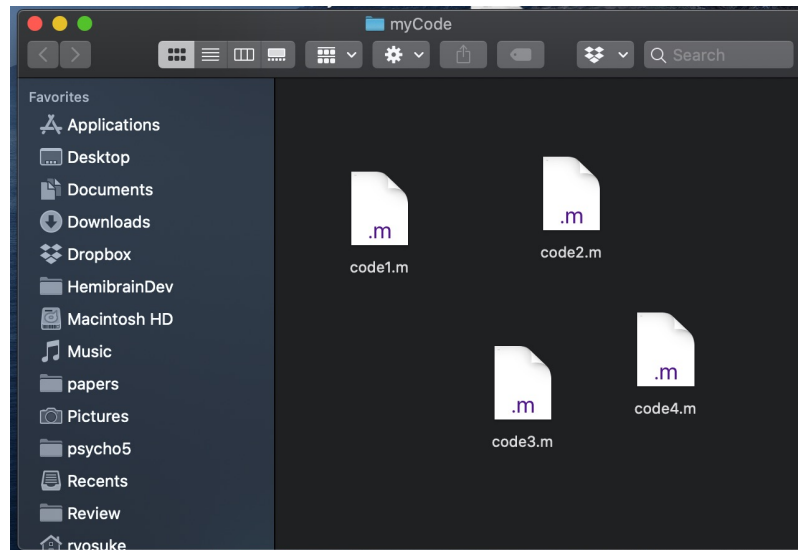 myCode
Search
Favorites
Applications
Desktop
Documents
Downloads
Dropbox
HemibrainDev
Macintosh HD
Music
papers
Pictures
psycho5
Recents
Review
ryosuke
.m
code1.m
.m
code2.m
.m
code3.m
.m
code4.m